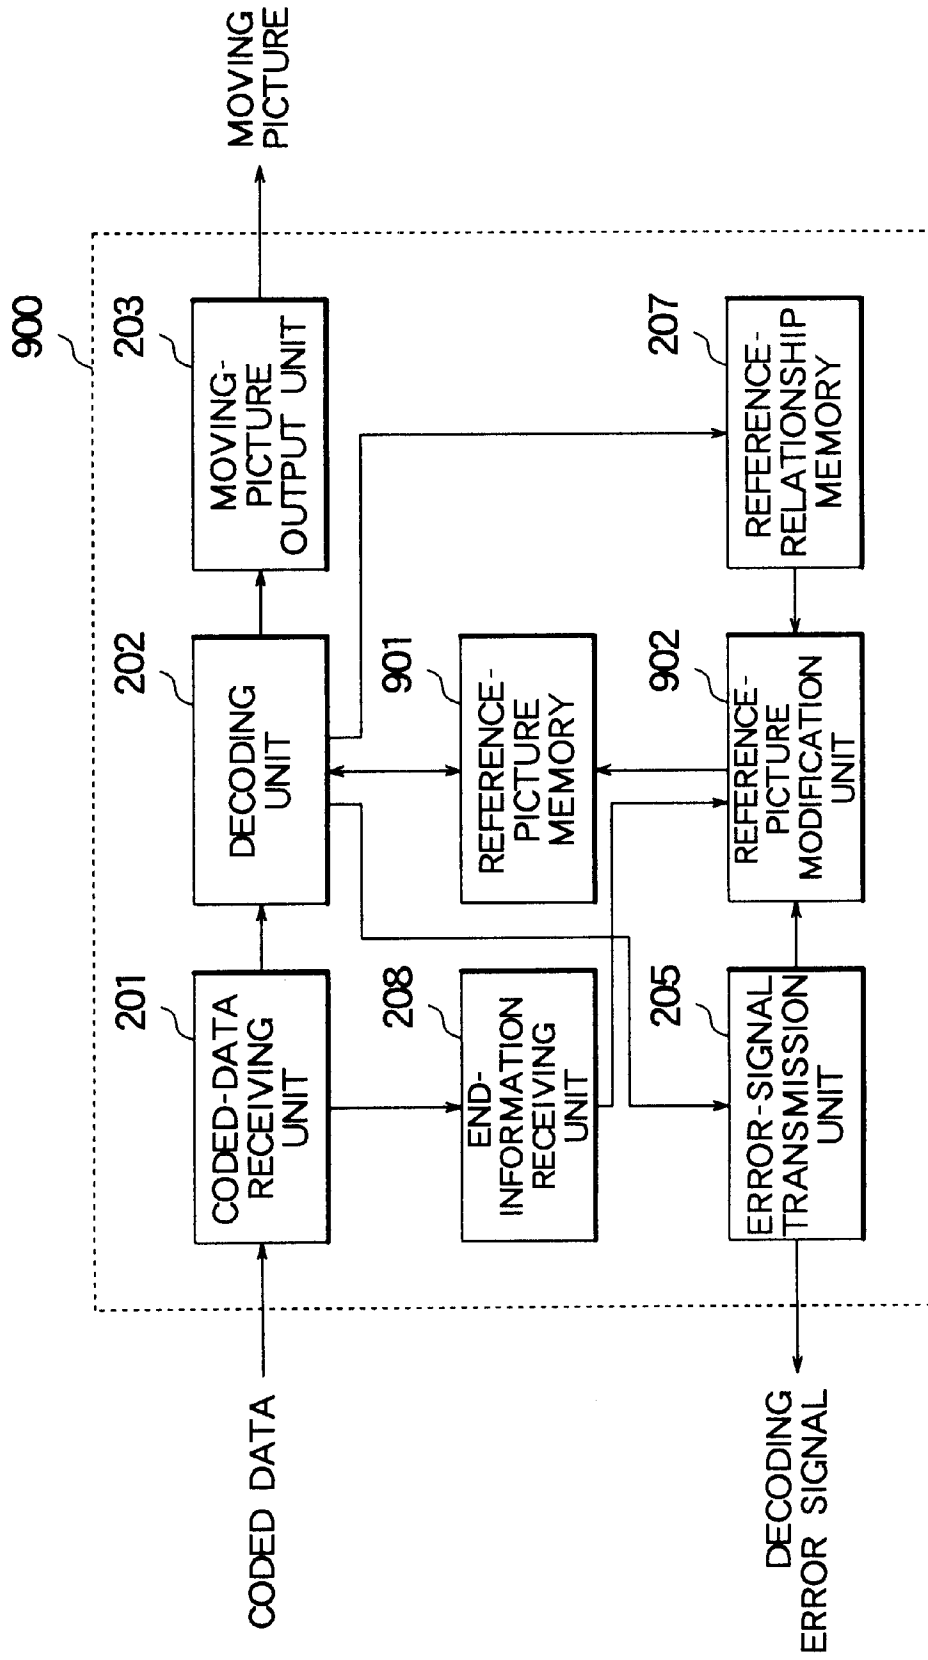 900
201
CODED-DATA
RECEIVING
UNIT
202
DECODING
UNIT
203
MOVING-
PICTURE
OUTPUT UNIT
CODED DATA
MOVING
PICTURE
208
END-
INFORMATION
RECEIVING
UNIT
901
REFERENCE-
PICTURE
MEMORY
205
ERROR-SIGNAL
TRANSMISSION
UNIT
902
REFERENCE-
PICTURE
MODIFICATION
UNIT
207
REFERENCE-
RELATIONSHIP
MEMORY
DECODING
ERROR SIGNAL